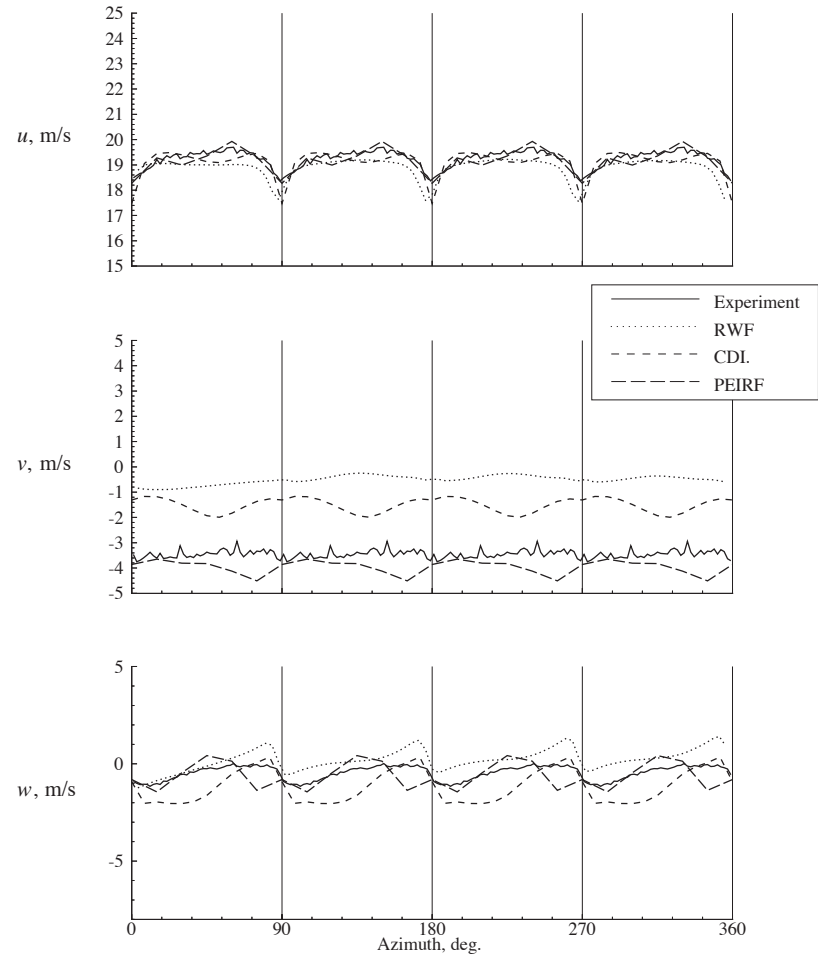 25
24
23
22
21
20
19
18
17
16
15
u, m/s
Experiment
RWF
CDI.
PEIRF
5
4
3
2
1
0
-1
-2
-3
-4
-5
v, m/s
5
0
-5
w, m/s
0 90 180 270 360
Azimuth, deg.